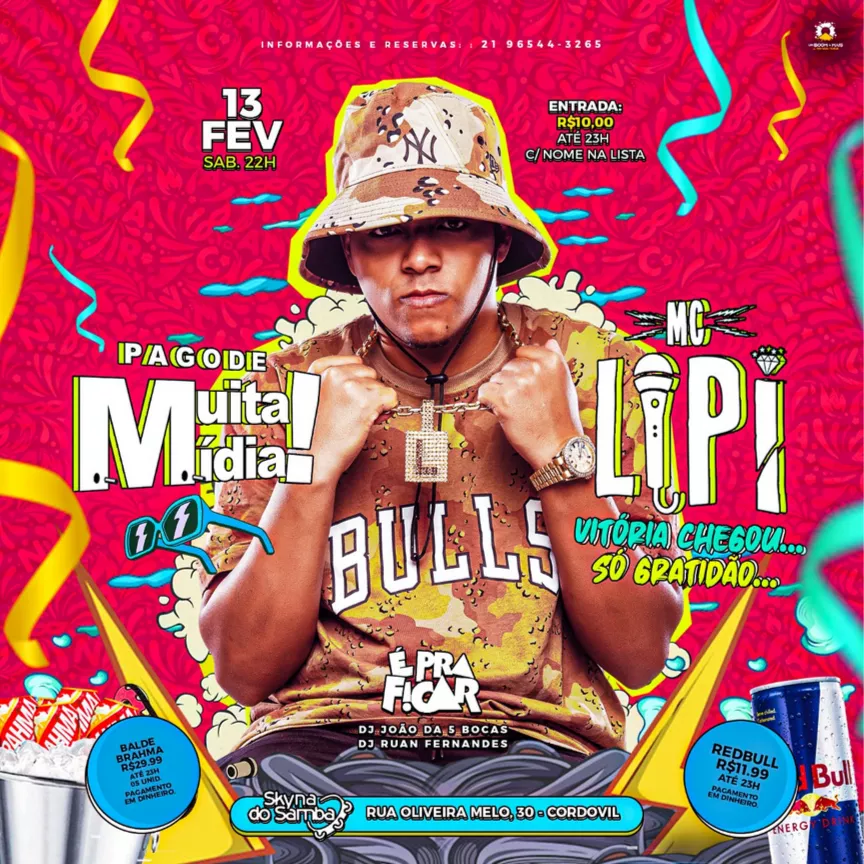 INFORMAÇÕES E RESERVAS: : 21 96544-3265
13
FEV
SAB. 22H
ENTRADA:
R$10,00
ATÉ 23H
C/ NOME NA LISTA
NY
PAGODE
Muita
Mídia!
MC
LIPI
VITÓRIA CHEGOU...
SÓ GRATIDÃO...
L
BULLS
É PRA
F!CAR
DJ JOÃO DA 5 BOCAS
DJ RUAN FERNANDES
BALDE
BRAHMA
R$29.99
ATÉ 23H
05 UNID.
PAGAMENTO
EM DINHEIRO.
REDBULL
R$11.99
ATÉ 23H
PAGAMENTO
EM DINHEIRO.
Red Bull
ENERGY DRINK
Skyna
do Samba
RUA OLIVEIRA MELO, 30 - CORDOVIL